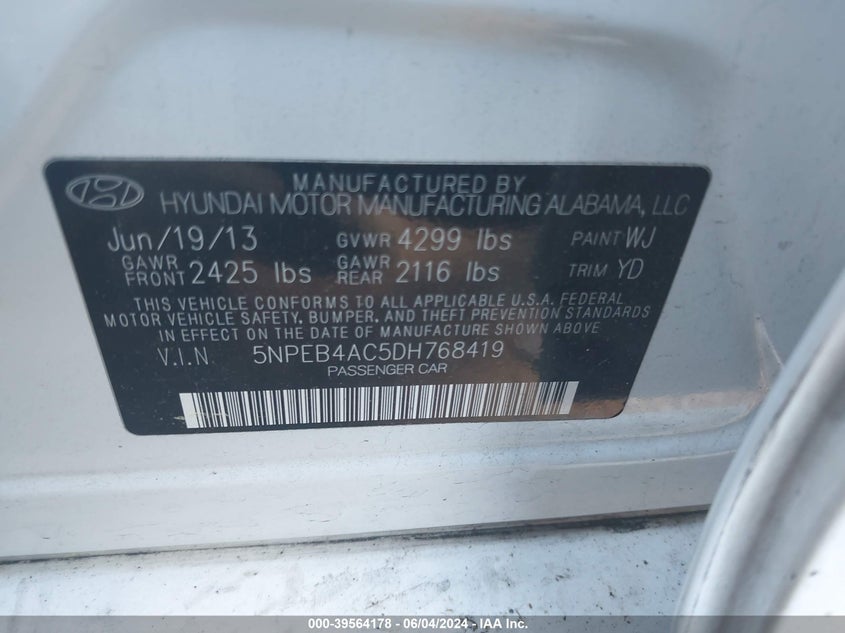 MANUFACTURED BY
HYUNDAI MOTOR MANUFACTURING ALABAMA, LLC
Jun/19/13 GVWR 4299 lbs PAINT WJ
GAWR FRONT 2425 lbs GAWR REAR 2116 lbs TRIM YD
THIS VEHICLE CONFORMS TO ALL APPLICABLE U.S.A. FEDERAL
MOTOR VEHICLE SAFETY, BUMPER, AND THEFT PREVENTION STANDARDS
IN EFFECT ON THE DATE OF MANUFACTURE SHOWN ABOVE.
V.I.N 5NPEB4AC5DH768419
PASSENGER CAR
000-39564178 - 06/04/2024 - IAAI.COM